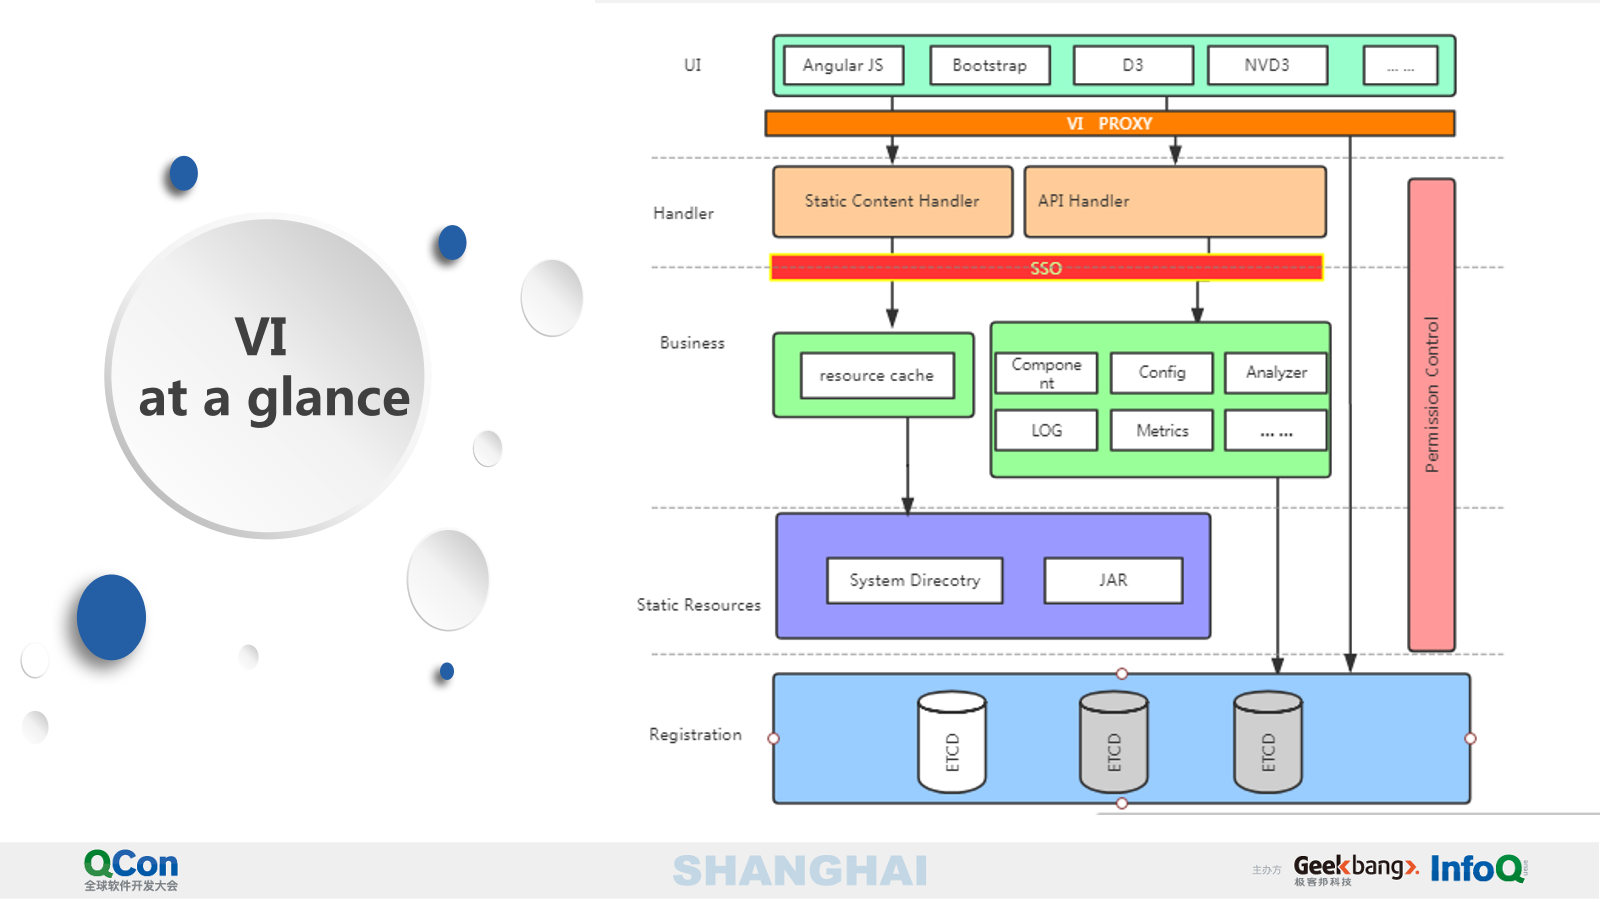 VI
at a glance
UI
Angular JS
Bootstrap
D3
NVD3
... ...
VI PROXY
Handler
Static Content Handler
API Handler
SSO
Business
resource cache
Compone
nt
Config
Analyzer
LOG
Metrics
... ...
Permission Control
Static Resources
System Direcotry
JAR
Registration
ETCD
ETCD
ETCD
QCon
全球软件开发大会
SHANGHAI
主办方
Geekbang>.
极客邦科技
InfoQ